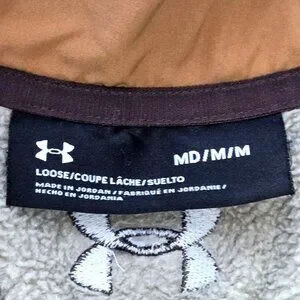 MD/M/M
LOOSE/COUPE LÂCHE/SUELTO
MADE IN JORDAN/FABRIQUÉ EN JORDANIE/
HECHO EN JORDANIA